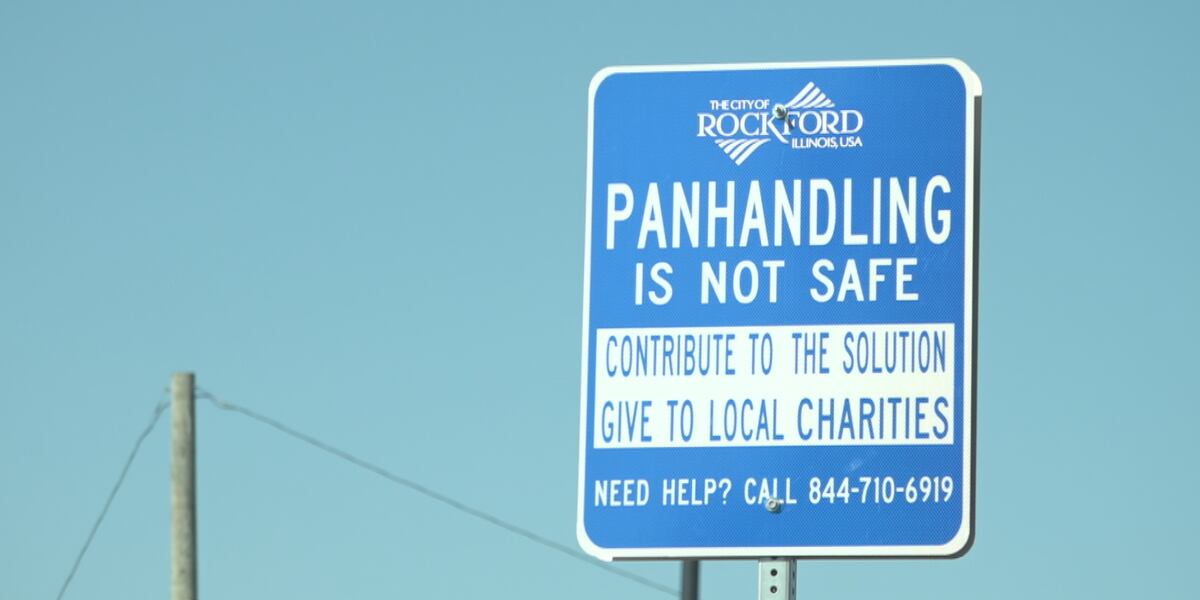 THE CITY OF
ROCKFORD
ILLINOIS, USA
PANHANDLING
IS NOT SAFE
CONTRIBUTE TO THE SOLUTION
GIVE TO LOCAL CHARITIES
NEED HELP? CALL 844-710-6919